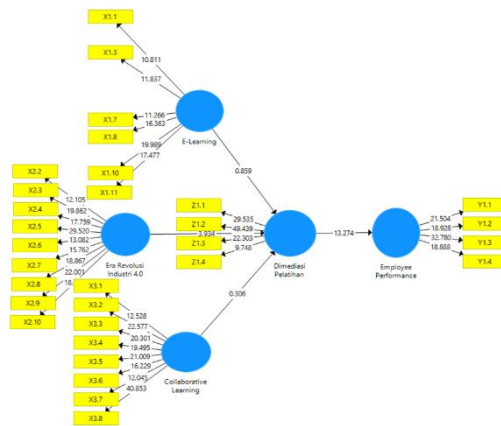 X1.1
X1.3
10.811
11.837
X1.7
X1.8
11.266
16.363
19.989
17.477
X1.10
X1.11
E-Learning
0.859
X2.2
X2.3
X2.4
X2.5
X2.6
X2.7
X2.8
X2.9
X2.10
12.105
19.862
17.759
29.520
13.082
15.762
18.867
22.001
Era Revolusi
Industri 4.0
3.934
Z1.1
Z1.2
Z1.3
Z1.4
29.535
49.439
22.303
9.748
Dimediasi
Pelatihan
13.274
Employee
Performance
21.504
18.928
32.780
18.888
Y1.1
Y1.2
Y1.3
Y1.4
X3.1
X3.2
X3.3
X3.4
X3.5
X3.6
X3.7
X3.8
12.528
22.577
20.301
19.495
21.009
16.229
12.045
40.853
Collaborative
Learning
0.306